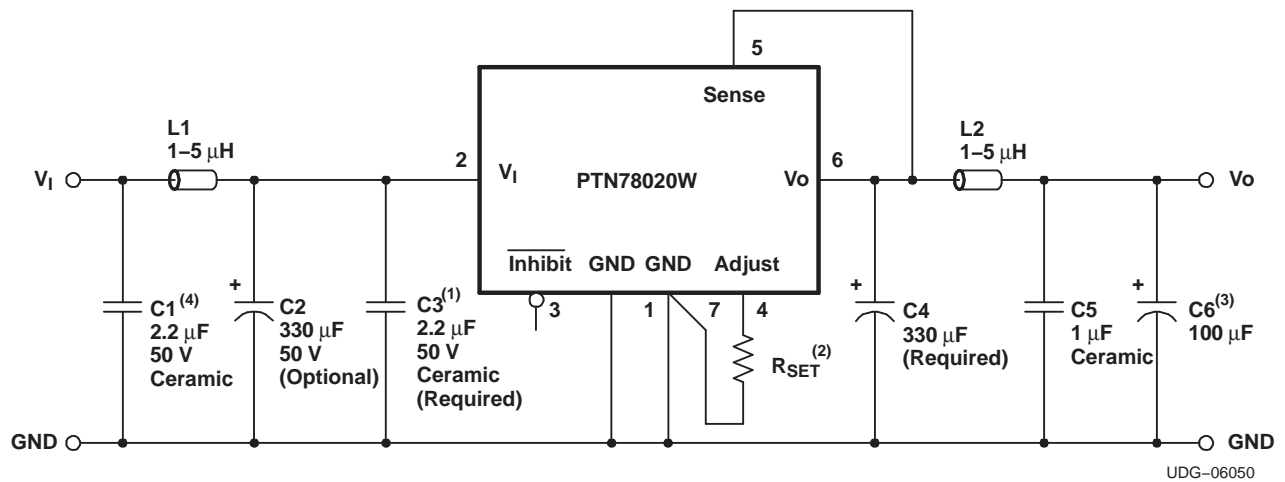 5
Sense
L1
1–5 μH
2
VI
VI
PTN78020W
Vo
6
L2
1–5 μH
Vo
Inhibit
GND
GND
Adjust
3
1
7
4
+
+
+
C1(4)
2.2 μF
50 V
Ceramic
C2
330 μF
50 V
(Optional)
C3(1)
2.2 μF
50 V
Ceramic
(Required)
RSET(2)
C4
330 μF
(Required)
C5
1 μF
Ceramic
C6(3)
100 μF
GND
GND
UDG–06050